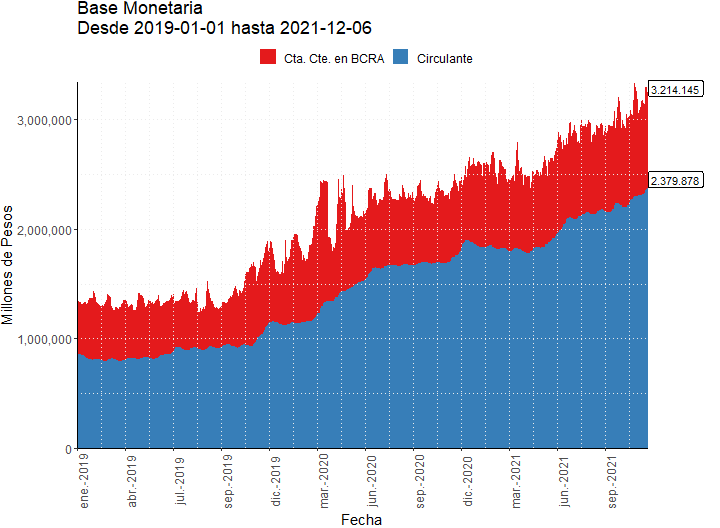 Base Monetaria
Desde 2019-01-01 hasta 2021-12-06
Cta. Cte. en BCRA
Circulante
3.214.145
2.379.878
3,000,000
2,000,000
1,000,000
0
Millones de Pesos
ene.-2019
abr.-2019
jul.-2019
sep.-2019
dic.-2019
mar.-2020
jun.-2020
sep.-2020
dic.-2020
mar.-2021
jun.-2021
sep.-2021
Fecha